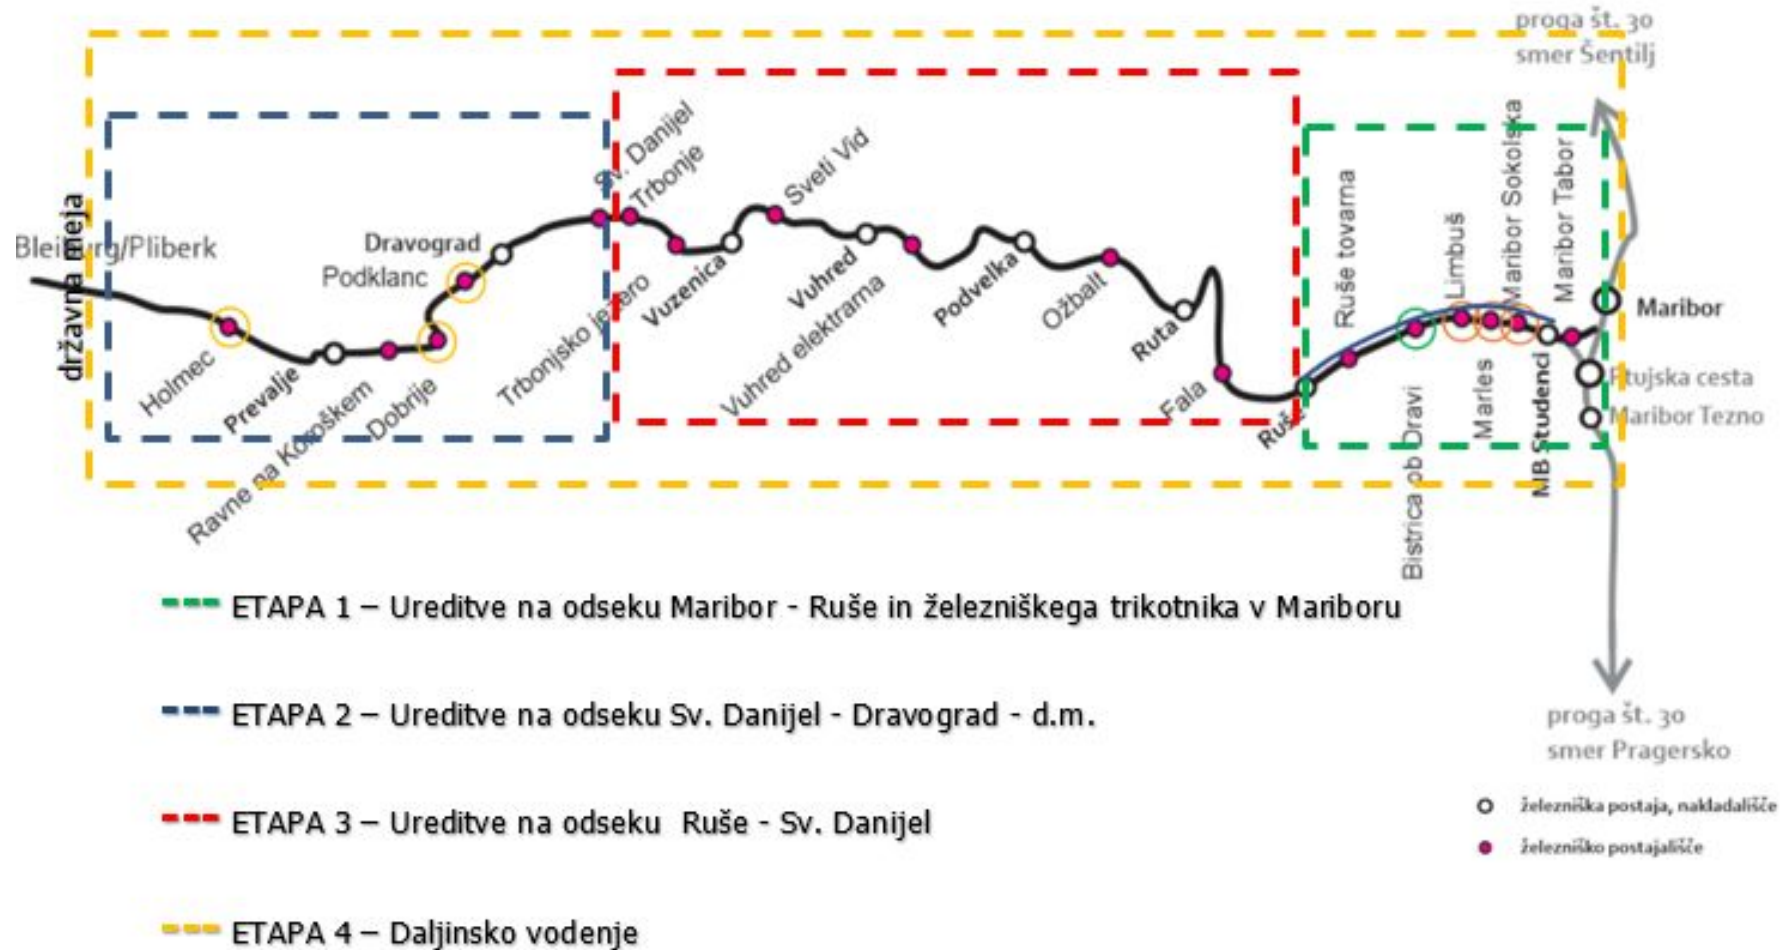 proga št. 30
smer Šentilj
državna meja
Bleiburg/Pliberk
Holmec
Prevalje
Ravne na Koroškem
Dobrije
Podklanc
Dravograd
Sv. Danijel
Trbonje
Trbonjsko jezero
Vuzenica
Sveti Vid
Vuhred
Vuhred elektrarna
Podvelka
Ožbalt
Ruta
Fala
Ruše
Ruše tovarna
Bistrica ob Dravi
Limbuš
Marles
Maribor Sokolska
MB Studenci
Maribor Tabor
Maribor
Ptujska cesta
Maribor Tezno
ETAPA 1 – Ureditve na odseku Maribor - Ruše in železniškega trikotnika v Mariboru
ETAPA 2 – Ureditve na odseku Sv. Danijel - Dravograd - d.m.
ETAPA 3 – Ureditve na odseku Ruše - Sv. Danijel
ETAPA 4 – Daljinsko vodenje
proga št. 30
smer Pragersko
železniška postaja, nakladališče
železniško postajališče